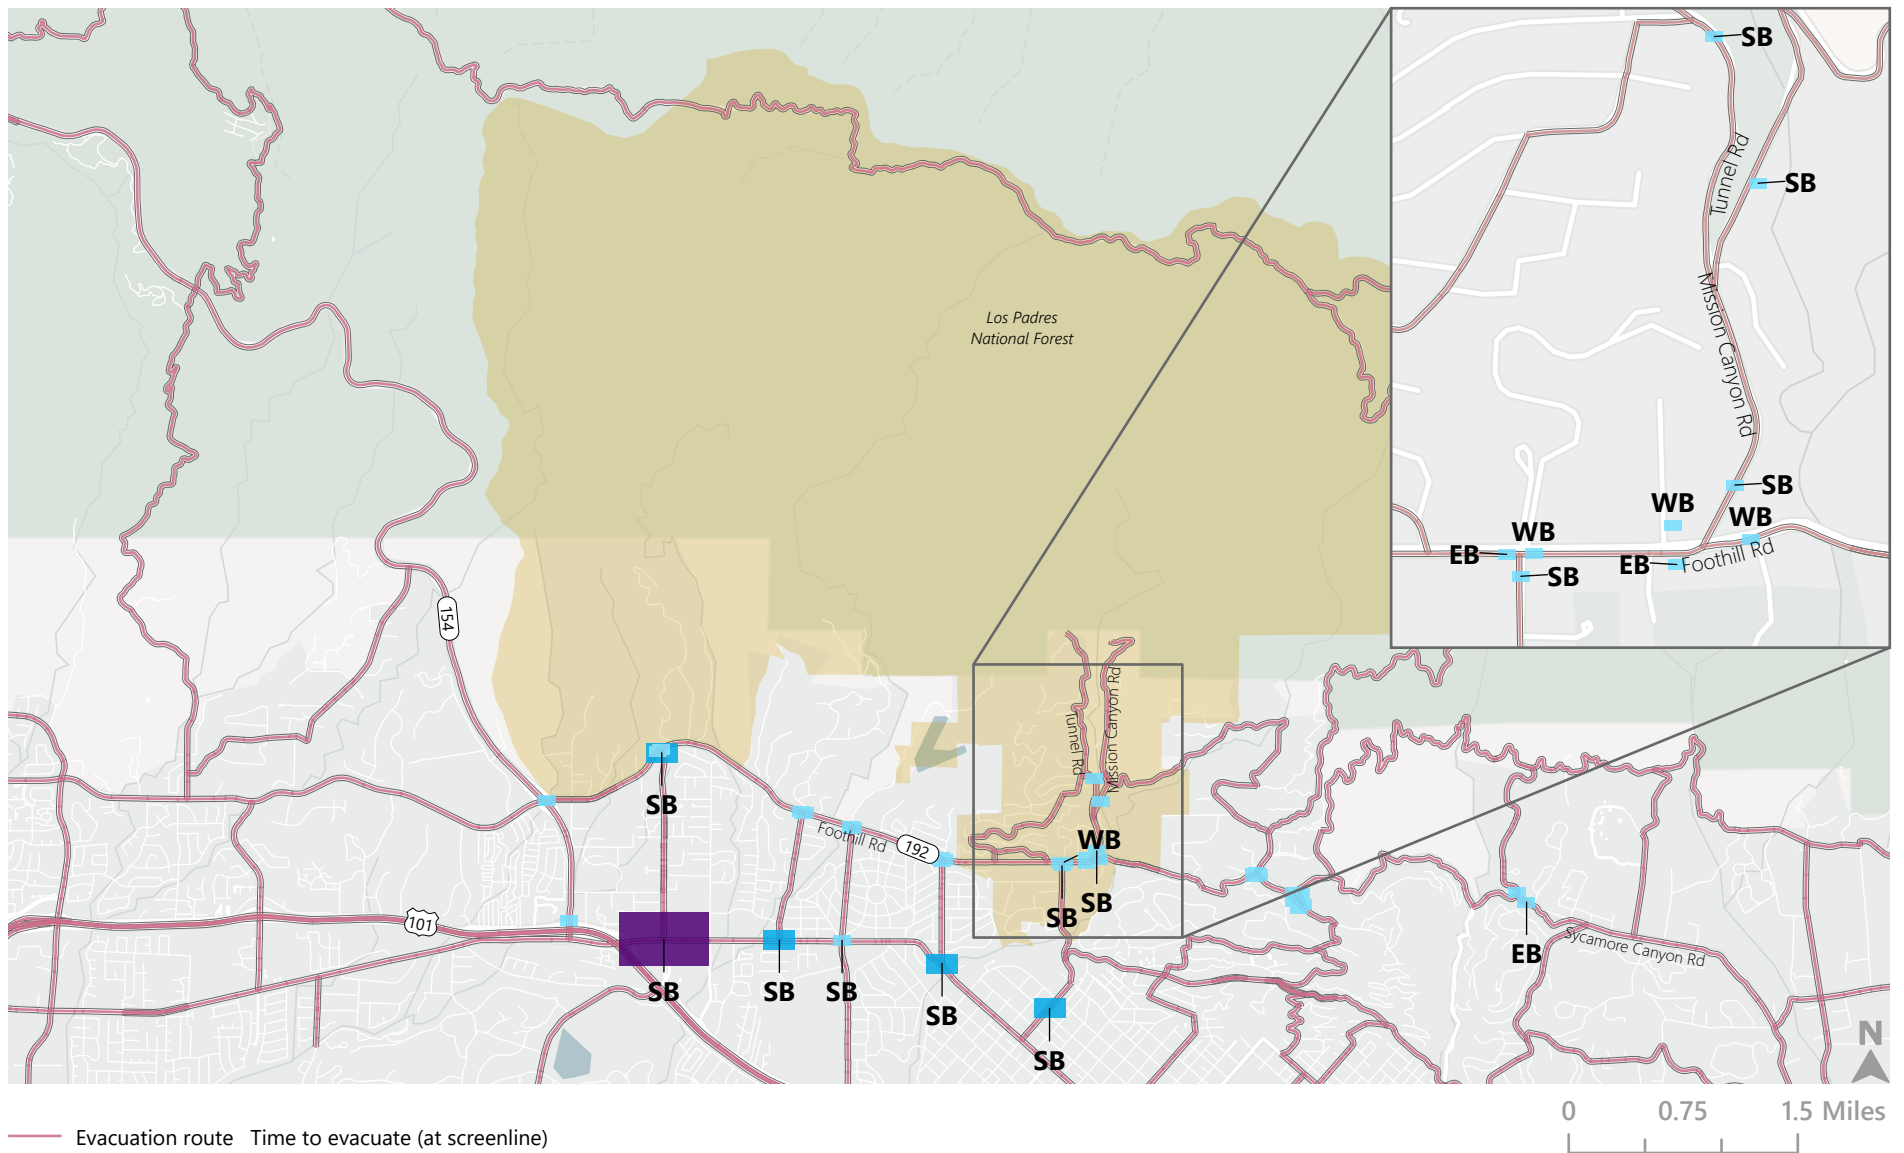 SB
Tunnel Rd
SB
Mission Canyon Rd
SB
WB
WB
WB
EB
EB
SB
Foothill Rd
Los Padres
National Forest
154
Tunnel Rd
Mission Canyon Rd
SB
Foothill Rd
192
WB
SB
SB
101
EB
Sycamore Canyon Rd
SB
SB
SB
SB
SB
N
0 0.75 1.5 Miles
Evacuation route Time to evacuate (at screenline)